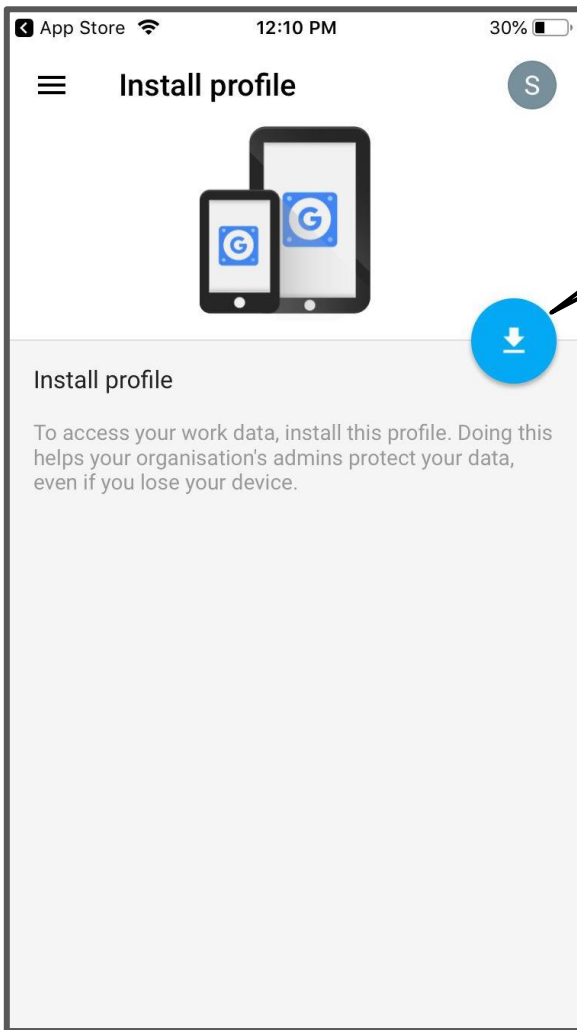 App Store 12:10 PM 30%
Install profile S
G
G
Install profile
To access your work data, install this profile. Doing this
helps your organisation's admins protect your data,
even if you lose your device.